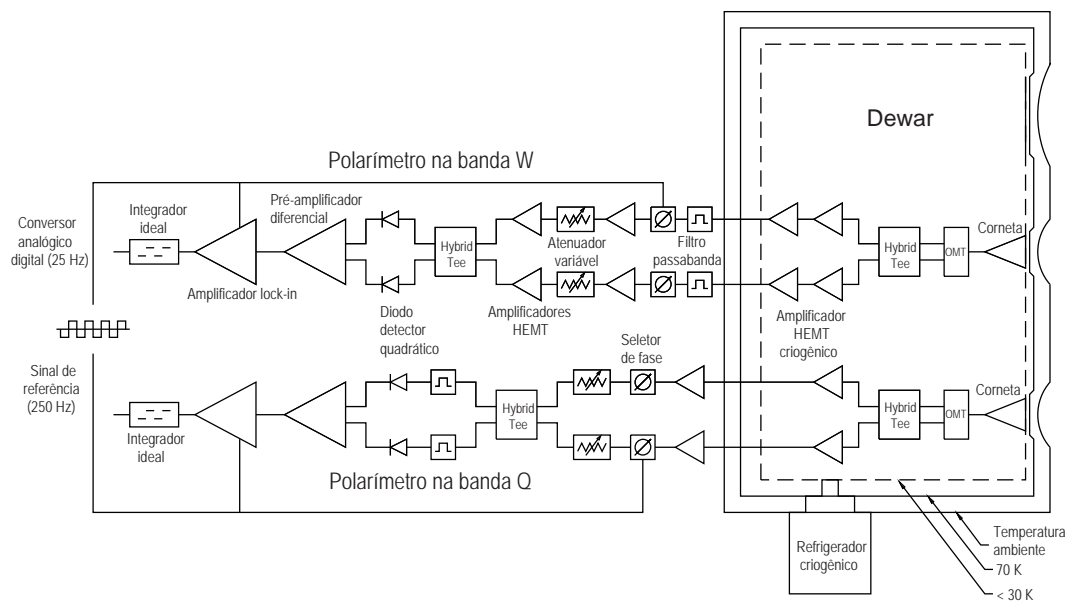 Dewar
Polarímetro na banda W
Conversor
analógico
digital (25 Hz)
Integrador
ideal
Pré-amplificador
diferencial
Amplificador lock-in
Diodo
detector
quadrático
Hybrid
Tee
Amplificadores
HEMT
Atenuador
variável
Filtro
passabanda
Amplificador
HEMT
criogênico
Hybrid
Tee
OMT
Corneta
Sinal de
referência
(250 Hz)
Integrador
ideal
Hybrid
Tee
Seletor
de fase
Hybrid
Tee
OMT
Corneta
Polarímetro na banda Q
Refrigerador
criogênico
Temperatura
ambiente
70 K
< 30 K